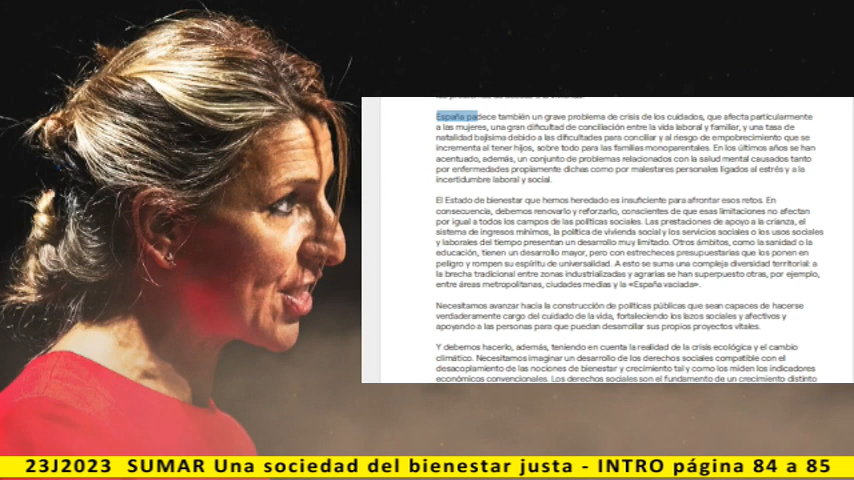 España padece también un grave problema de crisis de los cuidados, que afecta particularmente
a las mujeres, una gran dificultad de conciliación entre la vida laboral y familiar, y una tasa de
natalidad bajísima debido a las dificultades para conciliar y al riesgo de empobrecimiento que se
incrementa al tener hijos, sobre todo para las familias monoparentales. En los últimos años se han
acentuado, además, un conjunto de problemas relacionados con la salud mental causados tanto
por enfermedades propiamente dichas como por malestares personales ligados al estrés y a la
incertidumbre laboral y social.
El Estado de bienestar que hemos heredado es insuficiente para afrontar esos retos. En
consecuencia, debemos renovarlo y reforzarlo, conscientes de que esas limitaciones no afectan
por igual a todos los campos de las políticas sociales. Las prestaciones de apoyo a la crianza, el
sistema de ingresos mínimos, la política de vivienda social y los servicios sociales o los usos sociales
y laborales del tiempo presentan un desarrollo muy limitado. Otros ámbitos, como la sanidad o la
educación, tienen un desarrollo mayor, pero con estrecheces presupuestarias que los ponen en
peligro y rompen su espíritu de universalidad. A esto se suma una compleja diversidad territorial: a
la brecha tradicional entre zonas industrializadas y agrarias se han superpuesto otras, por ejemplo,
entre áreas metropolitanas, ciudades medias y la «España vaciada».
Necesitamos avanzar hacia la construcción de políticas públicas que sean capaces de hacerse
verdaderamente cargo del cuidado de la vida, fortaleciendo los lazos sociales y afectivos y
apoyando a las personas para que puedan desarrollar sus propios proyectos vitales.
Y debemos hacerlo, además, teniendo en cuenta la realidad de la crisis ecológica y el cambio
climático. Necesitamos imaginar un desarrollo de los derechos sociales compatible con el
desacoplamiento de las nociones de bienestar y crecimiento tal y como los miden los indicadores
económicos convencionales. Los derechos sociales son el fundamento de un crecimiento distinto
23J2023 SUMAR Una sociedad del bienestar justa - INTRO página 84 a 85